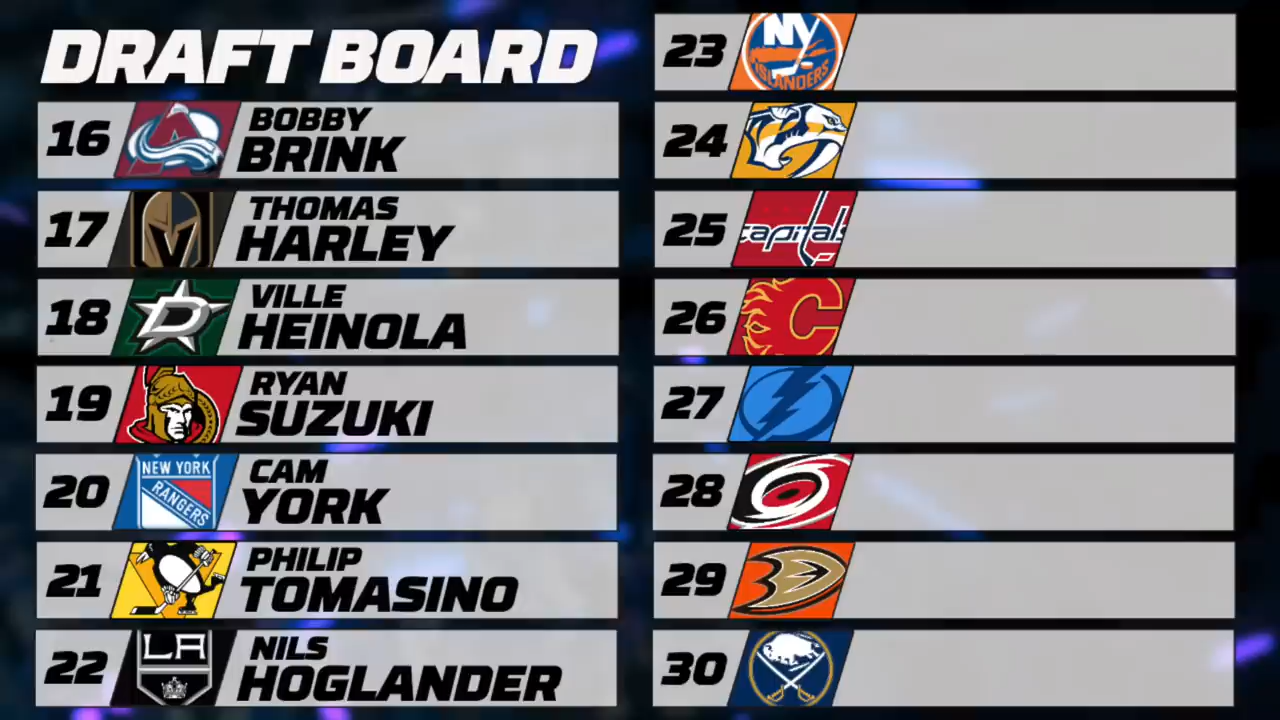 DRAFT BOARD
16 BOBBY
BRINK
17 THOMAS
HARLEY
18 D VILLE
HEINOLA
19 RYAN
SUZUKI
20 NEW YORK
RANGERS
CAM
YORK
21 PHILIP
TOMASINO
22 LA NILS
HOGLANDER
23 NY
ISLANDERS
24
25 capitals
26 C
27
28
29
30